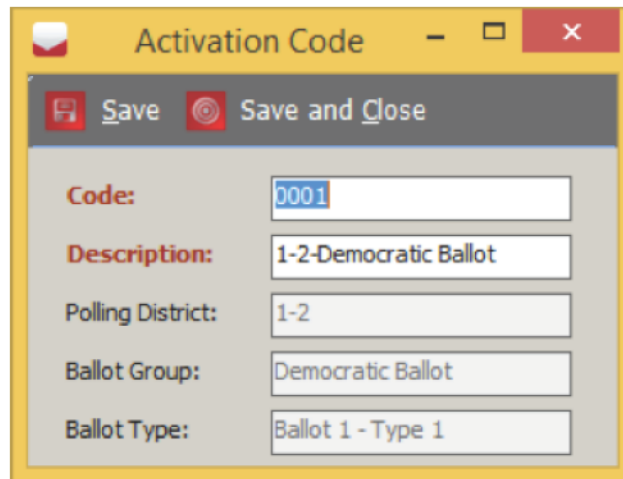 Activation Code
Save Save and Close
Code: 0001
Description: 1-2-Democratic Ballot
Polling District: 1-2
Ballot Group: Democratic Ballot
Ballot Type: Ballot 1 - Type 1